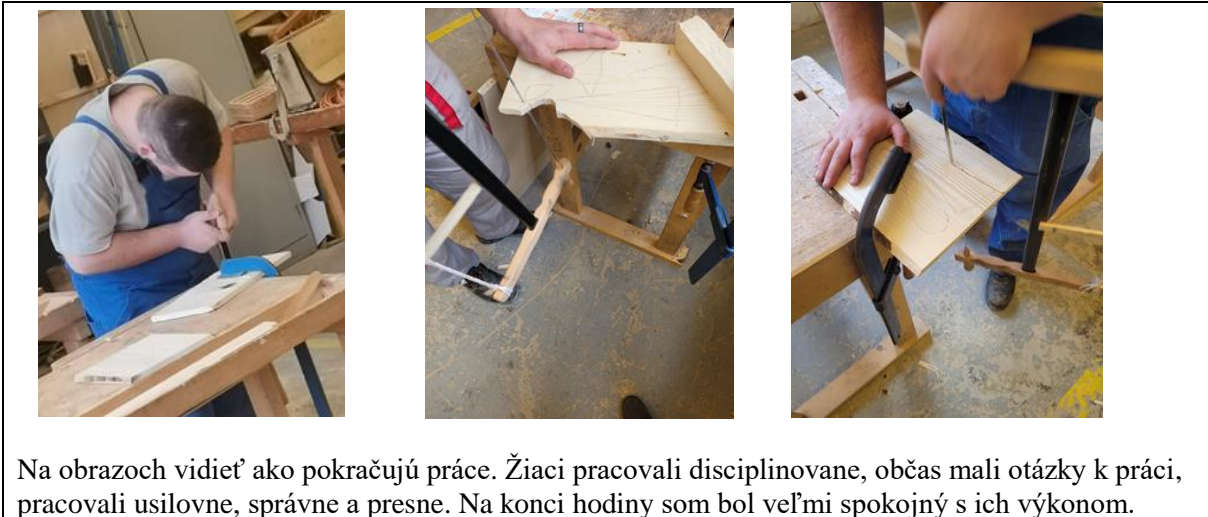 Na obrazoch vidieť ako pokračujú práce. Žiaci pracovali disciplinovane, občas mali otázky k práci,
pracovali usilovne, správne a presne. Na konci hodiny som bol veľmi spokojný s ich výkonom.